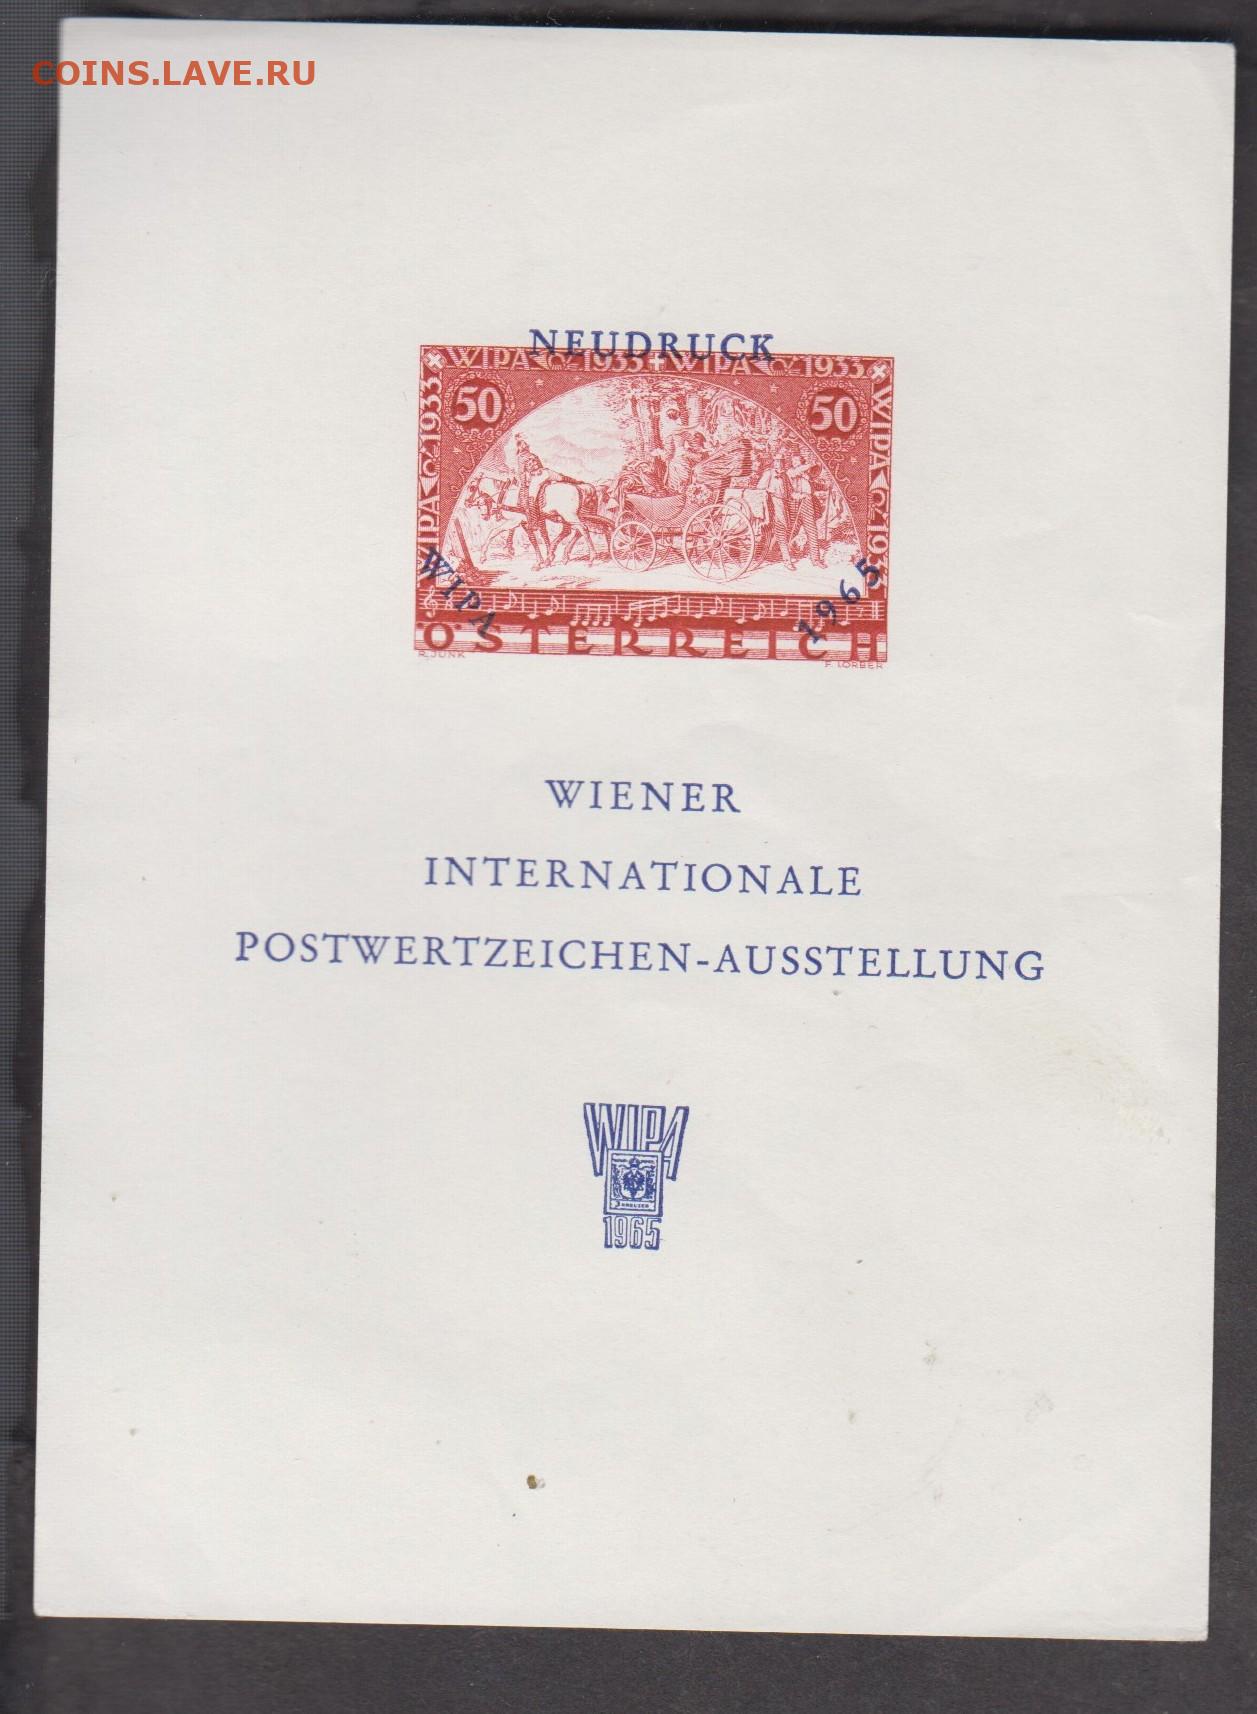 COINS.LAVE.RU
NEUDRUCK
WIPA 1933 WIPA 1933
WIPA 1933
WIPA 1933
50 50
WIPA 1965
ÖSTERREICH
R. JUNK F. LORBER
WIENER
INTERNATIONALE
POSTWERTZEICHEN-AUSSTELLUNG
WIPA
KREUZER
1965